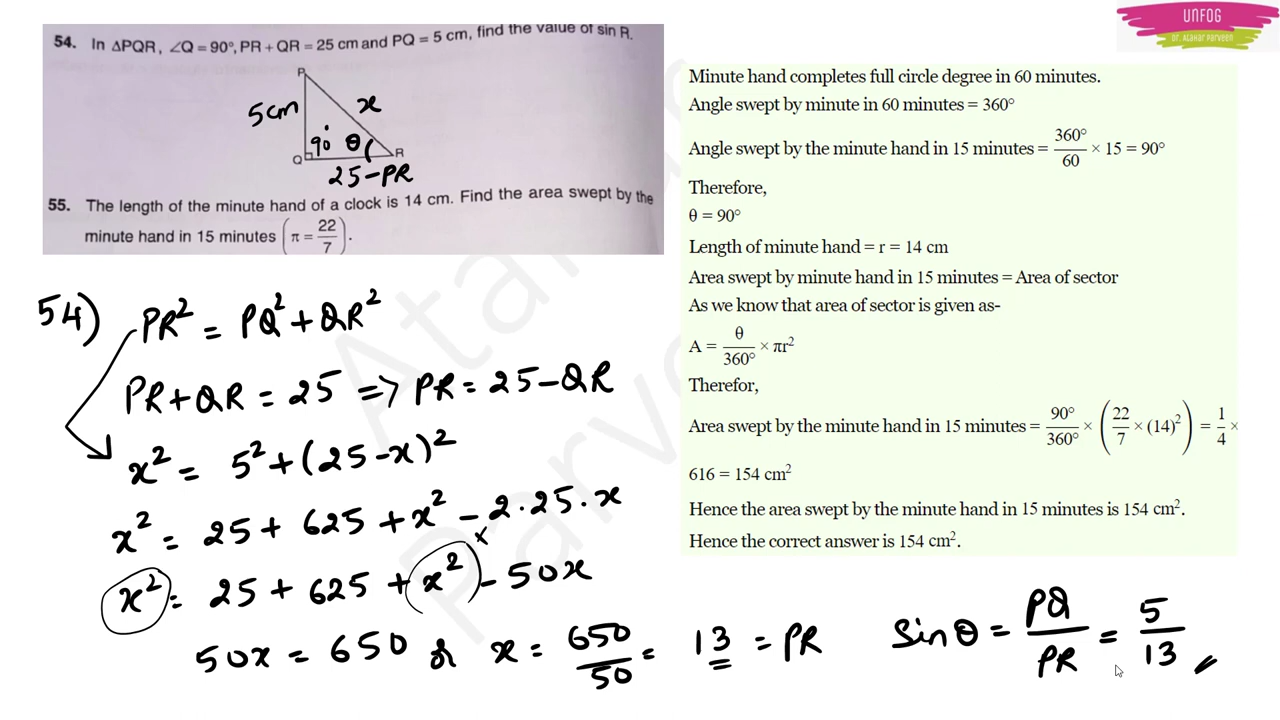 UNFOG
Dr. Atahar Parveen
54. In ΔPQR, ∠Q = 90°, PR + QR = 25 cm and PQ = 5 cm, find the value of sin R.
P
5cm
x
90° θ
Q
R
25-PR
55. The length of the minute hand of a clock is 14 cm. Find the area swept by the
minute hand in 15 minutes (π = 22/7).
54) PR² = PQ² + QR²
PR + QR = 25 => PR = 25 - QR
x² = 5² + (25 - x)²
x² = 25 + 625 + x² - 2·25·x
x² = 25 + 625 + x² - 50x
50x = 650 or x = 650/50 = 13 = PR
Minute hand completes full circle degree in 60 minutes.
Angle swept by minute in 60 minutes = 360°
Angle swept by the minute hand in 15 minutes = 360°/60 × 15 = 90°
Therefore,
θ = 90°
Length of minute hand = r = 14 cm
Area swept by minute hand in 15 minutes = Area of sector
As we know that area of sector is given as-
A = θ/360° × πr²
Therefor,
Area swept by the minute hand in 15 minutes = 90°/360° × (22/7 × (14)²) = 1/4 ×
616 = 154 cm²
Hence the area swept by the minute hand in 15 minutes is 154 cm².
Hence the correct answer is 154 cm².
sin θ = PQ/PR = 5/13